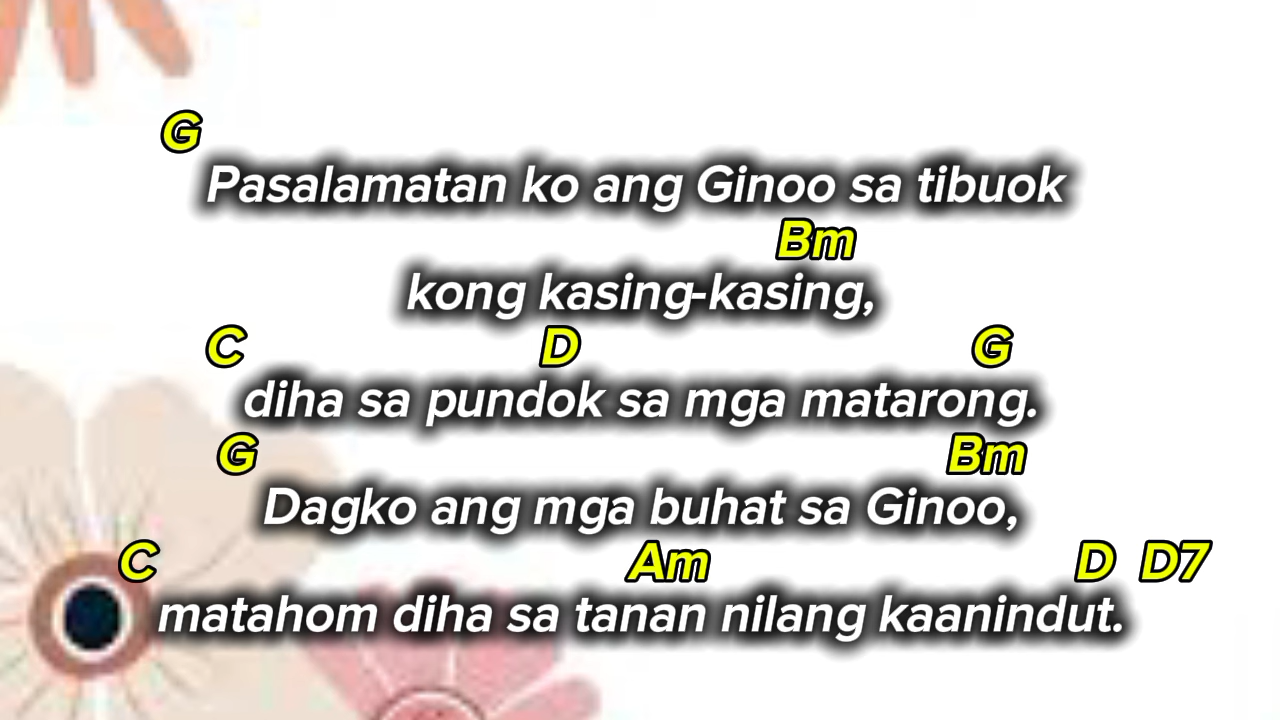 G
Pasalamatan ko ang Ginoo sa tibuok
Bm
kong kasing-kasing,
C D G
diha sa pundok sa mga matarong.
G Bm
Dagko ang mga buhat sa Ginoo,
C Am D D7
matahom diha sa tanan nilang kaanindut.